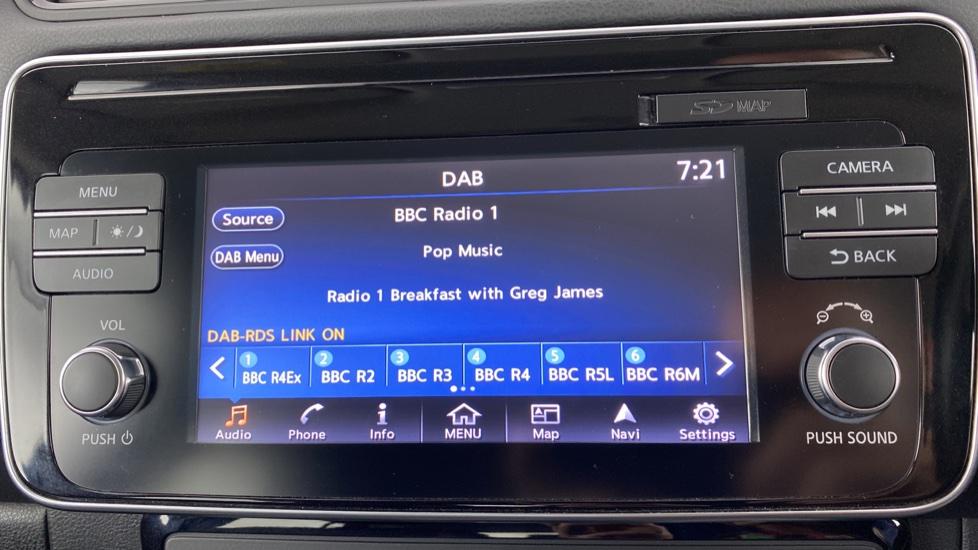 SD MAP
MENU
MAP
AUDIO
VOL
PUSH
DAB
7:21
Source
BBC Radio 1
DAB Menu
Pop Music
Radio 1 Breakfast with Greg James
DAB-RDS LINK ON
1 BBC R4Ex
2 BBC R2
3 BBC R3
4 BBC R4
5 BBC R5L
6 BBC R6M
Audio
Phone
Info
MENU
Map
Navi
Settings
CAMERA
BACK
PUSH SOUND